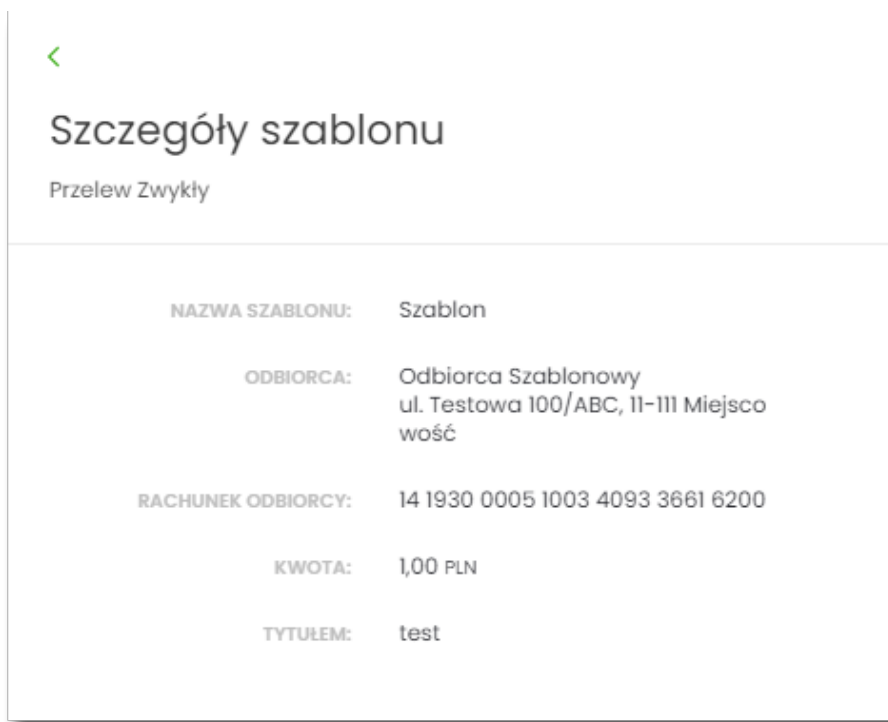 Szczegóły szablonu
Przelew Zwykły
NAZWA SZABLONU: Szablon
ODBIORCA: Odbiorca Szablonowy
ul. Testowa 100/ABC, 11-111 Miejsco
wość
RACHUNEK ODBIORCY: 14 1930 0005 1003 4093 3661 6200
KWOTA: 1,00 PLN
TYTUŁEM: test